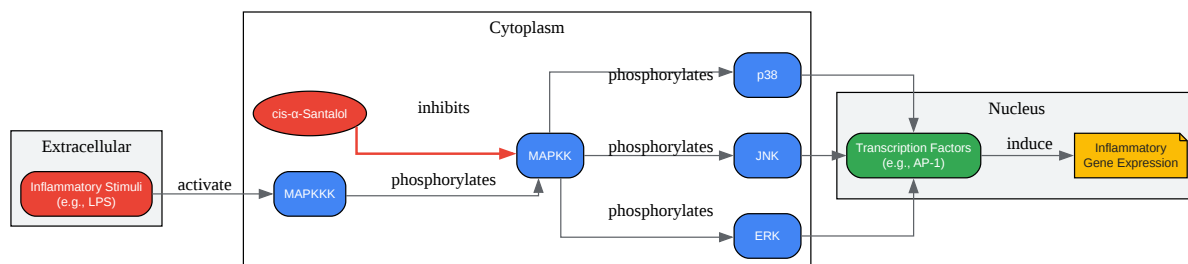 Cytoplasm
phosphorylates
p38
cis-α-Santalol
inhibits
Nucleus
Extracellular
MAPKK
phosphorylates
JNK
Transcription Factors
(e.g., AP-1)
induce
Inflammatory
Gene Expression
Inflammatory Stimuli
(e.g., LPS)
activate
MAPKKK
phosphorylates
phosphorylates
ERK